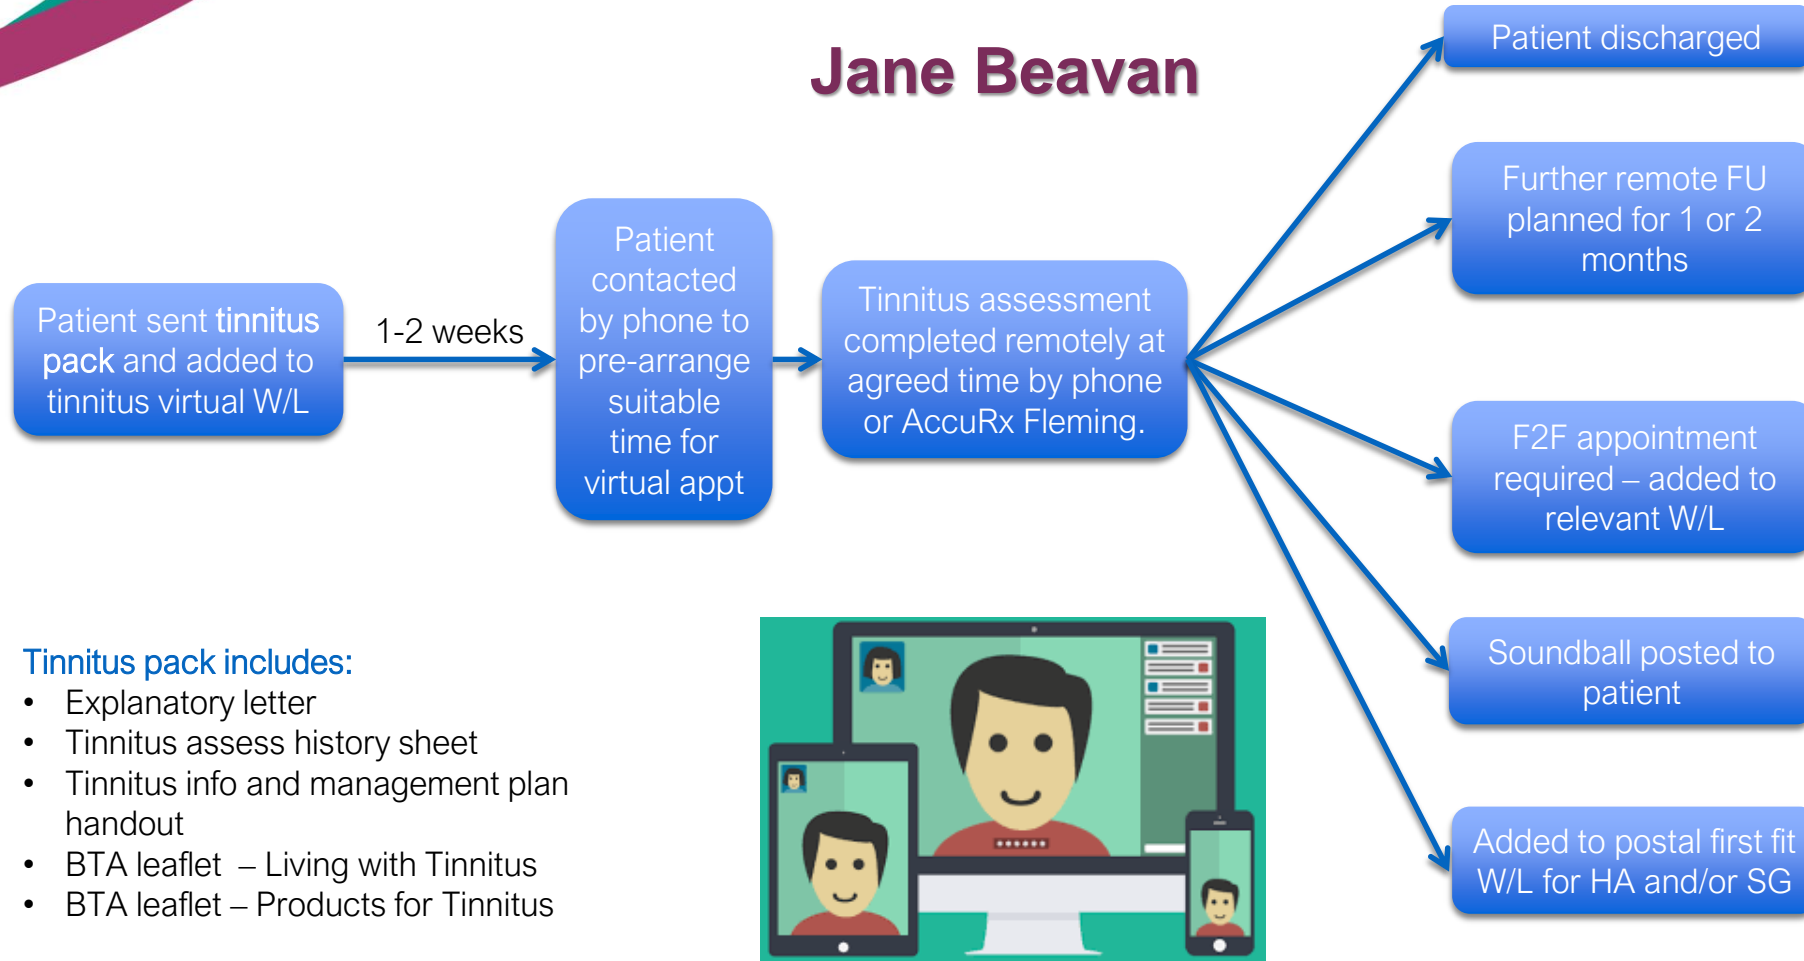 Jane Beavan
Patient sent tinnitus
pack and added to
tinnitus virtual W/L
1-2 weeks
Patient
contacted
by phone to
pre-arrange
suitable
time for
virtual appt
Tinnitus assessment
completed remotely at
agreed time by phone
or AccuRx Fleming.
Patient discharged
Further remote FU
planned for 1 or 2
months
F2F appointment
required – added to
relevant W/L
Soundball posted to
patient
Added to postal first fit
W/L for HA and/or SG
Tinnitus pack includes:
• Explanatory letter
• Tinnitus assess history sheet
• Tinnitus info and management plan
handout
• BTA leaflet – Living with Tinnitus
• BTA leaflet – Products for Tinnitus